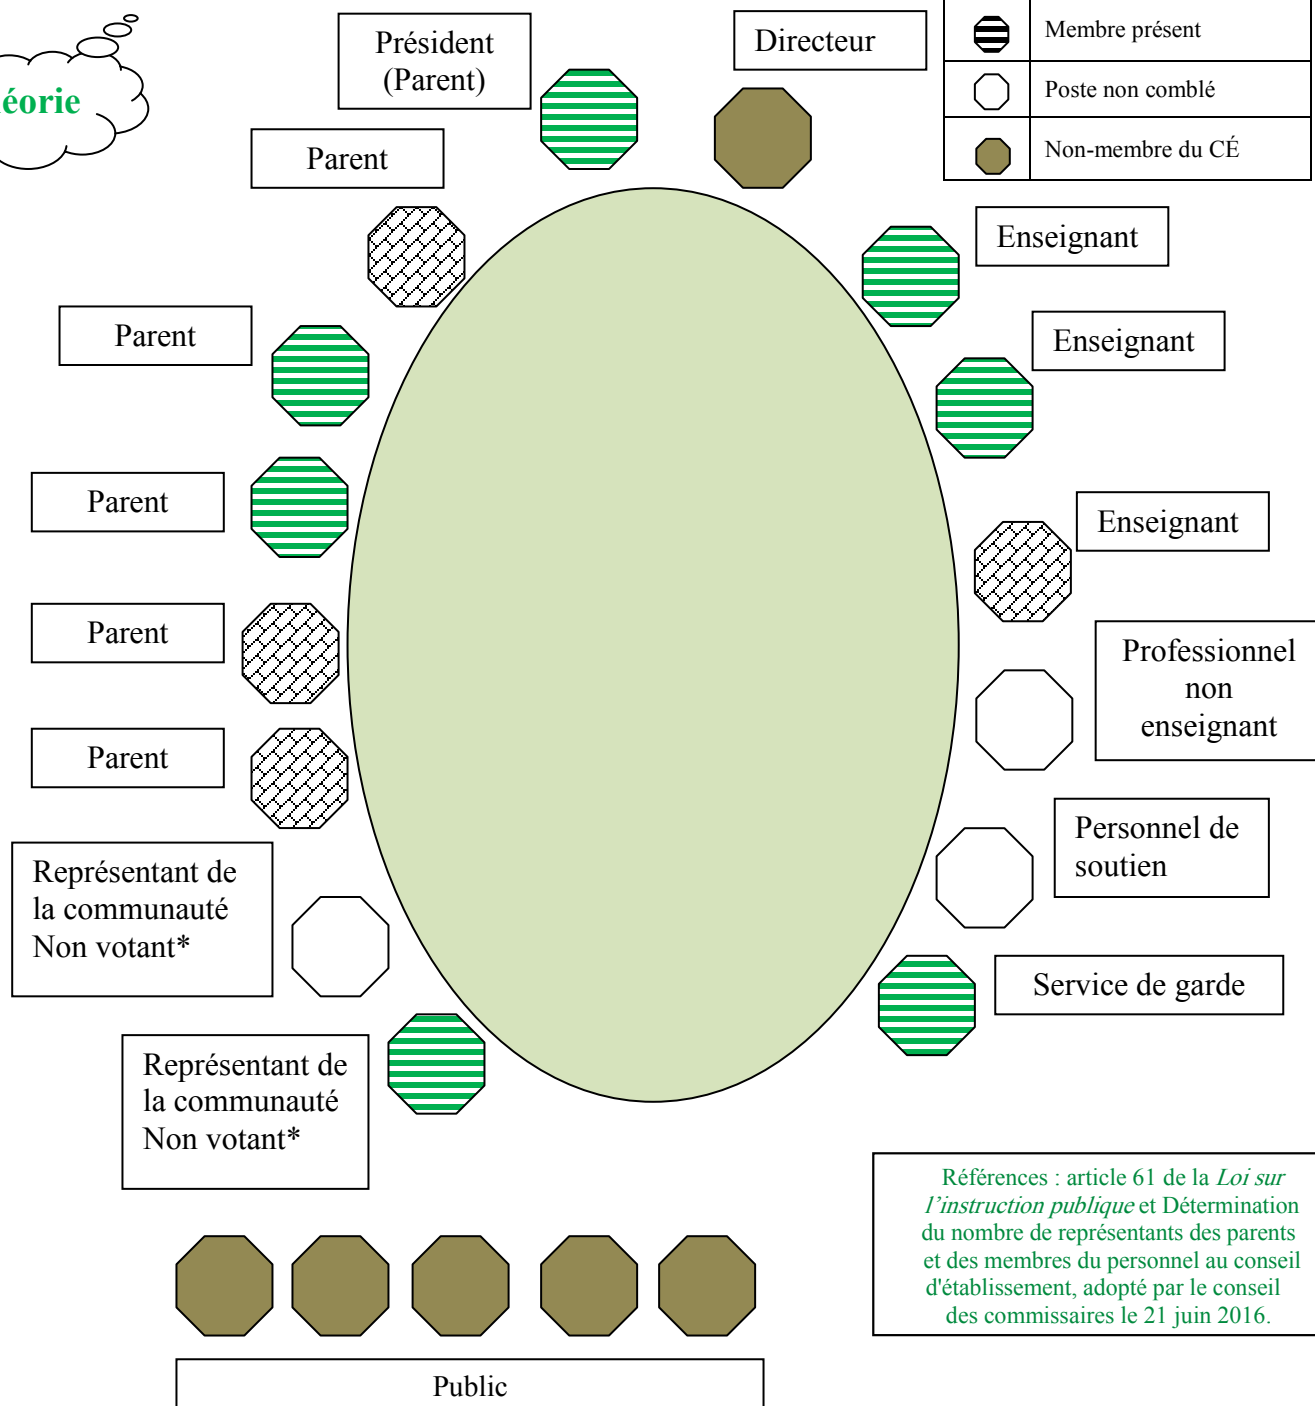 éorie
Président
(Parent)
Directeur
Membre présent
Poste non comblé
Non-membre du CÉ
Parent
Enseignant
Parent
Enseignant
Parent
Enseignant
Parent
Professionnel
non
enseignant
Parent
Personnel de
soutien
Représentant de
la communauté
Non votant*
Service de garde
Représentant de
la communauté
Non votant*
Références : article 61 de la Loi sur
l'instruction publique et Détermination
du nombre de représentants des parents
et des membres du personnel au conseil
d'établissement, adopté par le conseil
des commissaires le 21 juin 2016.
Public